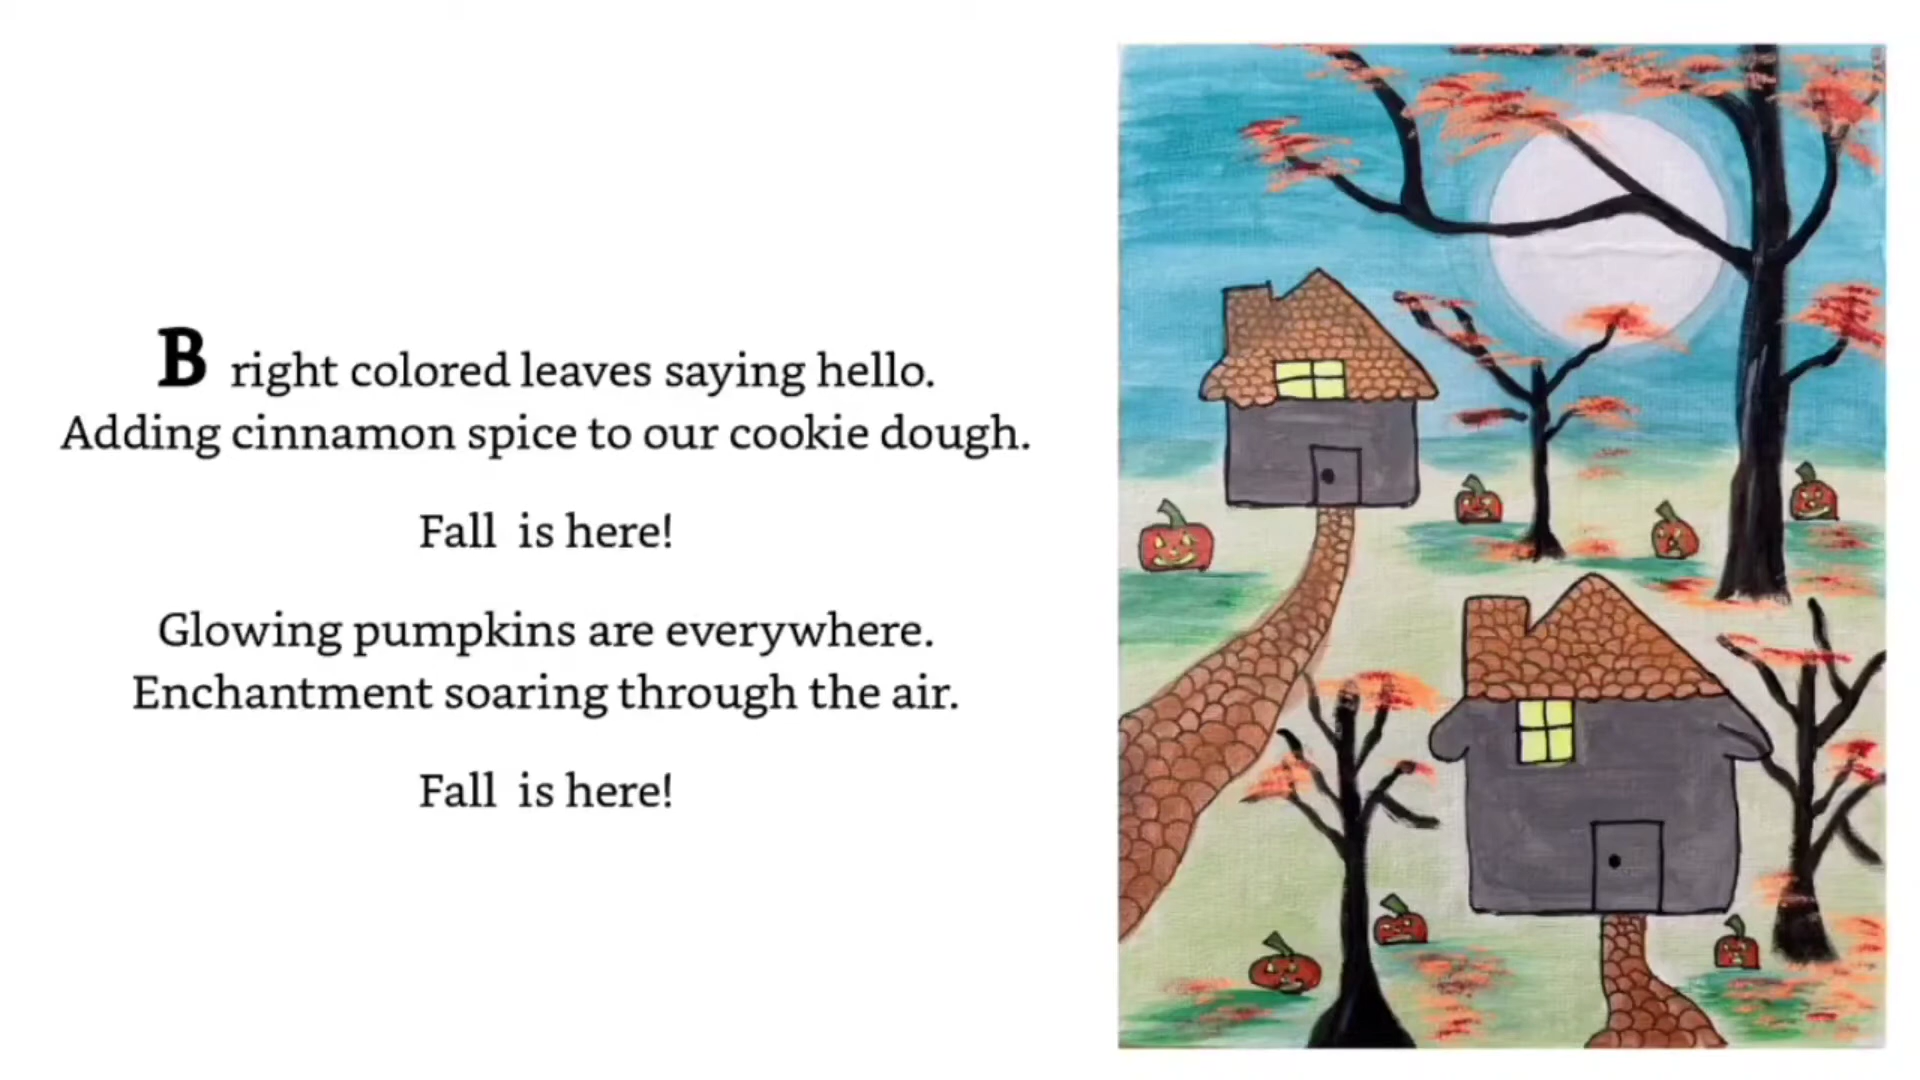 Bright colored leaves saying hello.
Adding cinnamon spice to our cookie dough.
Fall is here!
Glowing pumpkins are everywhere.
Enchantment soaring through the air.
Fall is here!